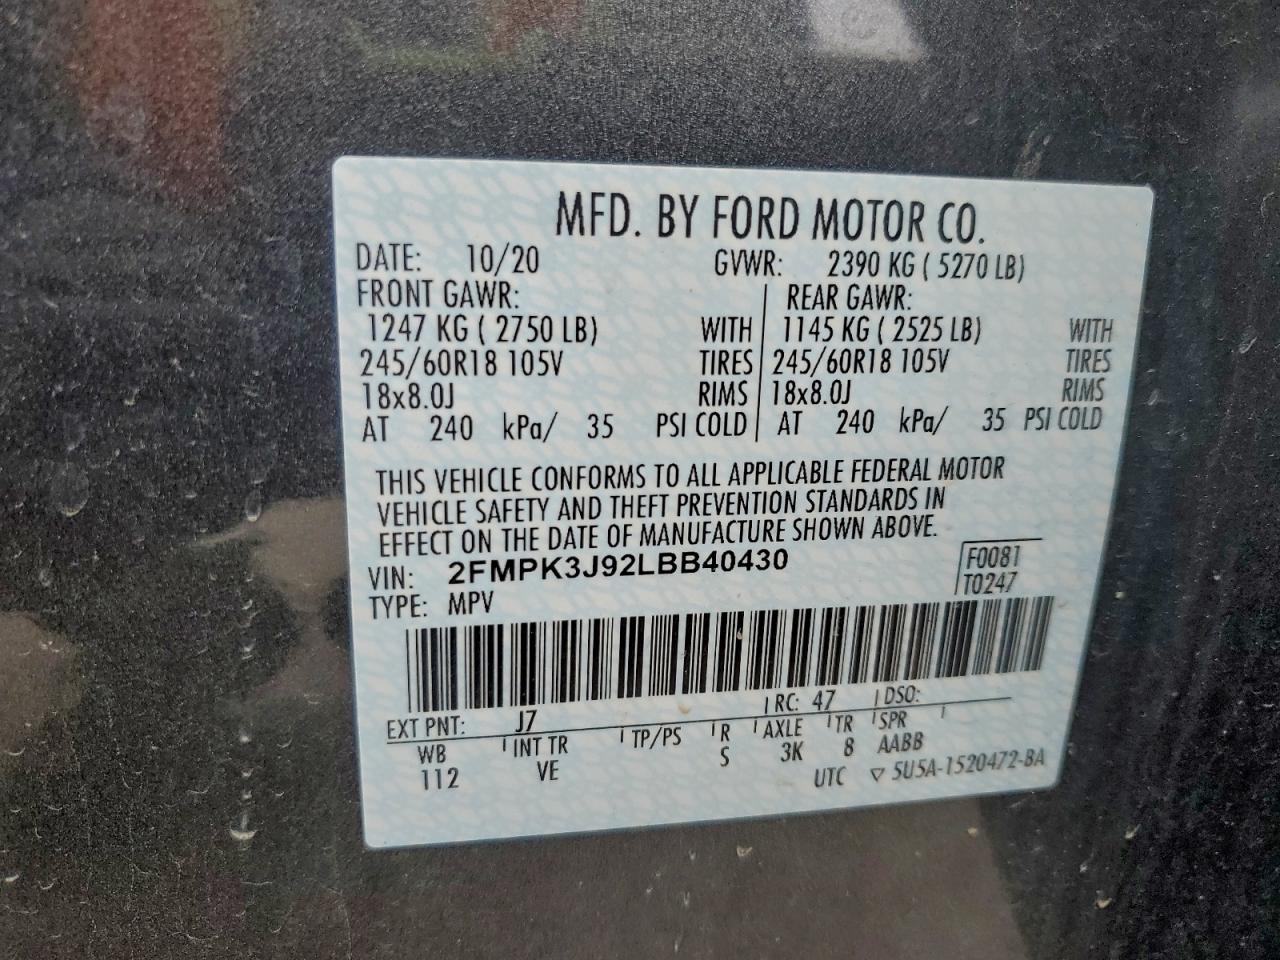 MFD. BY FORD MOTOR CO.
DATE: 10/20 GVWR: 2390 KG ( 5270 LB)
FRONT GAWR: REAR GAWR:
1247 KG ( 2750 LB) WITH 1145 KG ( 2525 LB) WITH
245/60R18 105V TIRES 245/60R18 105V TIRES
18x8.0J RIMS 18x8.0J RIMS
AT 240 kPa/ 35 PSI COLD AT 240 kPa/ 35 PSI COLD
THIS VEHICLE CONFORMS TO ALL APPLICABLE FEDERAL MOTOR
VEHICLE SAFETY AND THEFT PREVENTION STANDARDS IN
EFFECT ON THE DATE OF MANUFACTURE SHOWN ABOVE.
VIN: 2FMPK3J92LBB40430 F0081
TYPE: MPV T0247
EXT PNT: J7 RC: 47 DSO:
WB INT TR TP/PS R AXLE TR SPR
112 VE S 3K 8 AABB
UTC ▽ 5U5A-1520472-BA